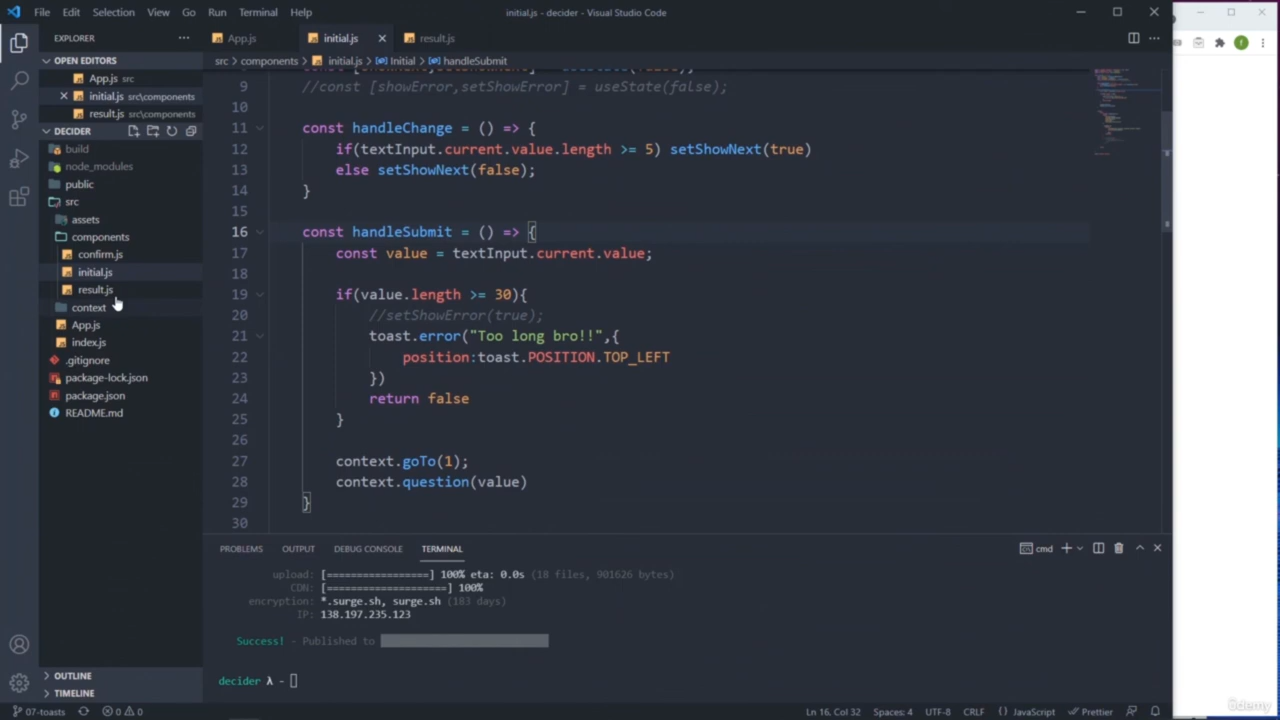 File Edit Selection View Go Run Terminal Help
initial.js - decider - Visual Studio Code
EXPLORER
App.js
initial.js
result.js
OPEN EDITORS
App.js src
initial.js src\components
result.js src\components
DECIDER
build
node_modules
public
src
assets
components
confirm.js
initial.js
result.js
context
App.js
index.js
.gitignore
package-lock.json
package.json
README.md
OUTLINE
TIMELINE
src > components > initial.js > Initial > handleSubmit
9 //const [showError,setShowError] = useState(false);
10
11 const handleChange = () => {
12 if(textInput.current.value.length >= 5) setShowNext(true)
13 else setShowNext(false);
14 }
15
16 const handleSubmit = () => {
17 const value = textInput.current.value;
18
19 if(value.length >= 30){
20 //setShowError(true);
21 toast.error("Too long bro!!",{
22 position:toast.POSITION.TOP_LEFT
23 })
24 return false
25 }
26
27 context.goTo(1);
28 context.question(value)
29 }
30
PROBLEMS OUTPUT DEBUG CONSOLE TERMINAL
cmd
upload: [==================] 100% eta: 0.0s (18 files, 901626 bytes)
CDN: [====================] 100%
encryption: *.surge.sh, surge.sh (183 days)
IP: 138.197.235.123
Success! - Published to
decider λ -
07-toasts 0 0
Ln 16, Col 32 Spaces: 4 UTF-8 CRLF JavaScript Prettier
ûdemy